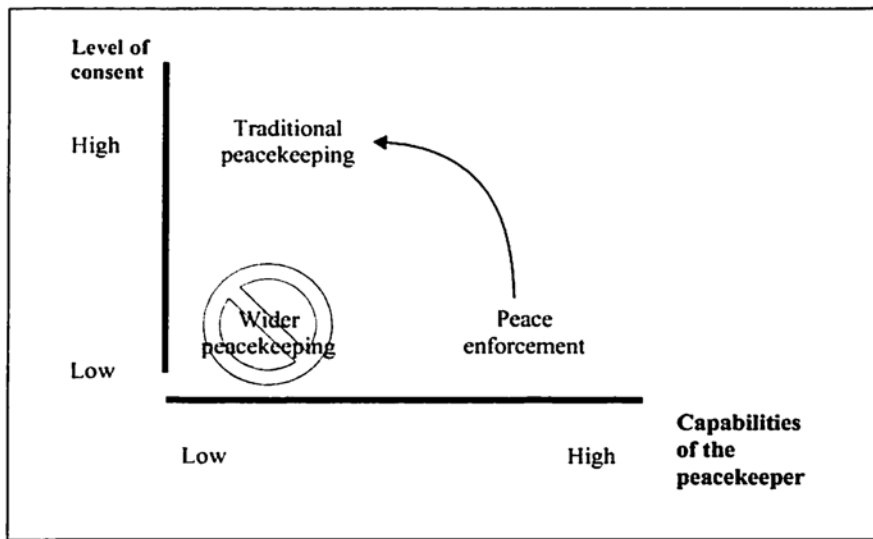 Level of
consent
High
Traditional
peacekeeping
Wider
peacekeeping
Peace
enforcement
Low
Low
High
Capabilities
of the
peacekeeper